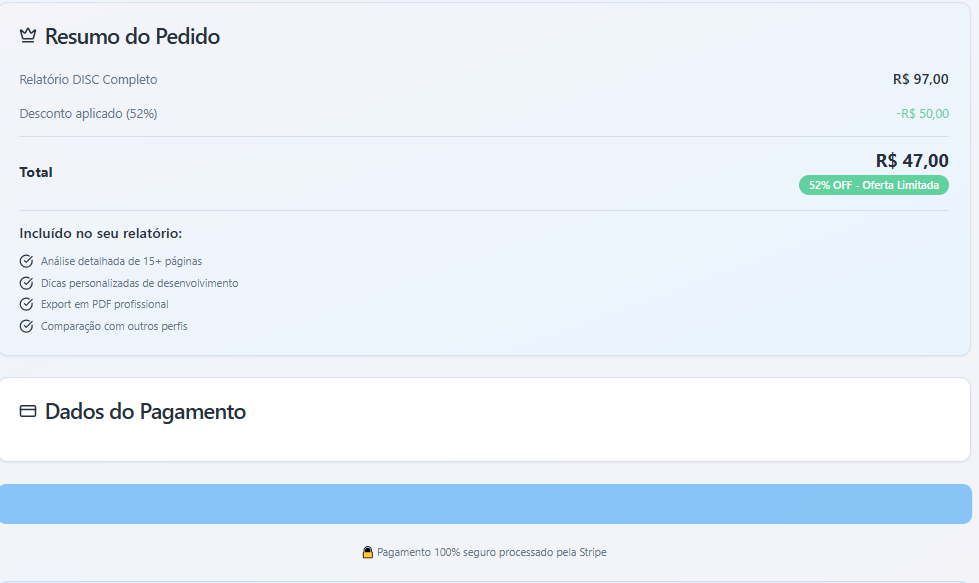 Resumo do Pedido
Relatório DISC Completo R$ 97,00
Desconto aplicado (52%) -R$ 50,00
Total R$ 47,00
52% OFF - Oferta Limitada
Incluído no seu relatório:
Análise detalhada de 15+ páginas
Dicas personalizadas de desenvolvimento
Export em PDF profissional
Comparação com outros perfis
Dados do Pagamento
Pagamento 100% seguro processado pela Stripe